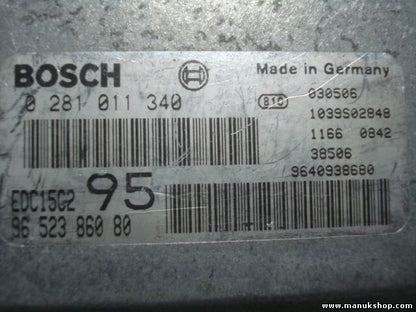 BOSCH
Made in Germany
0 281 011 340
B10
030506
1039S02848
1166 0842
38506
9640938680
EDC15C2
95
96 523 860 80
www.manukshop.com